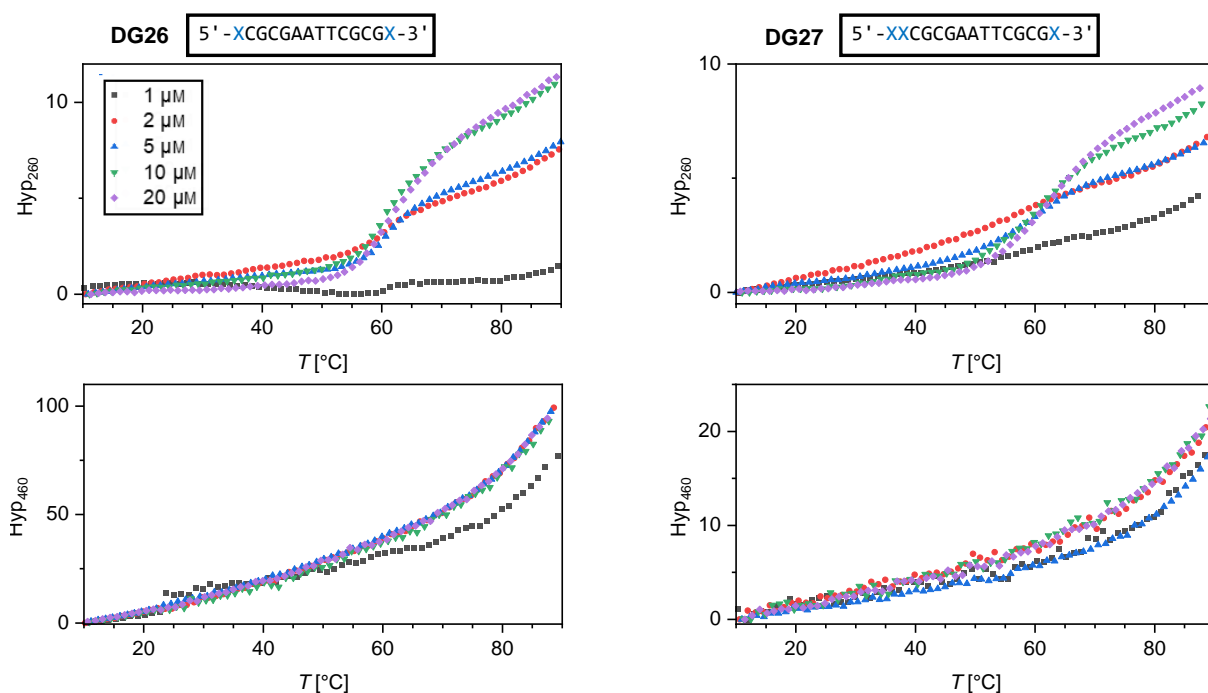 DG26 5'-XCGCGAATTCGCGX-3'
DG27 5'-XXCGCGAATTCGCGX-3'
1 µM
2 µM
5 µM
10 µM
20 µM
Hyp260
10
0
20 40 60 80
T [°C]
Hyp260
10
5
0
20 40 60 80
T [°C]
Hyp460
100
50
0
20 40 60 80
T [°C]
Hyp460
20
10
0
20 40 60 80
T [°C]